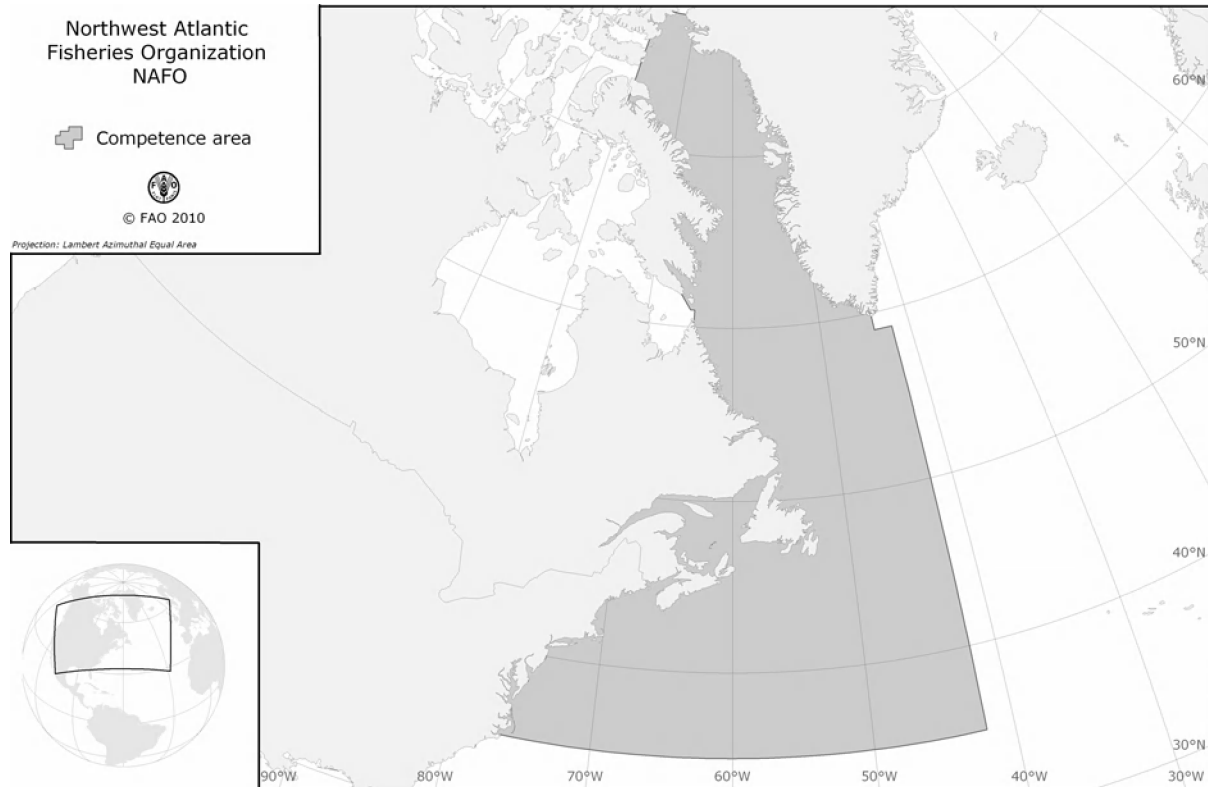 Northwest Atlantic
Fisheries Organization
NAFO
Competence area
FAO
© FAO 2010
Projection: Lambert Azimuthal Equal Area
60°N
50°N
40°N
30°N
90°W
80°W
70°W
60°W
50°W
40°W
30°W